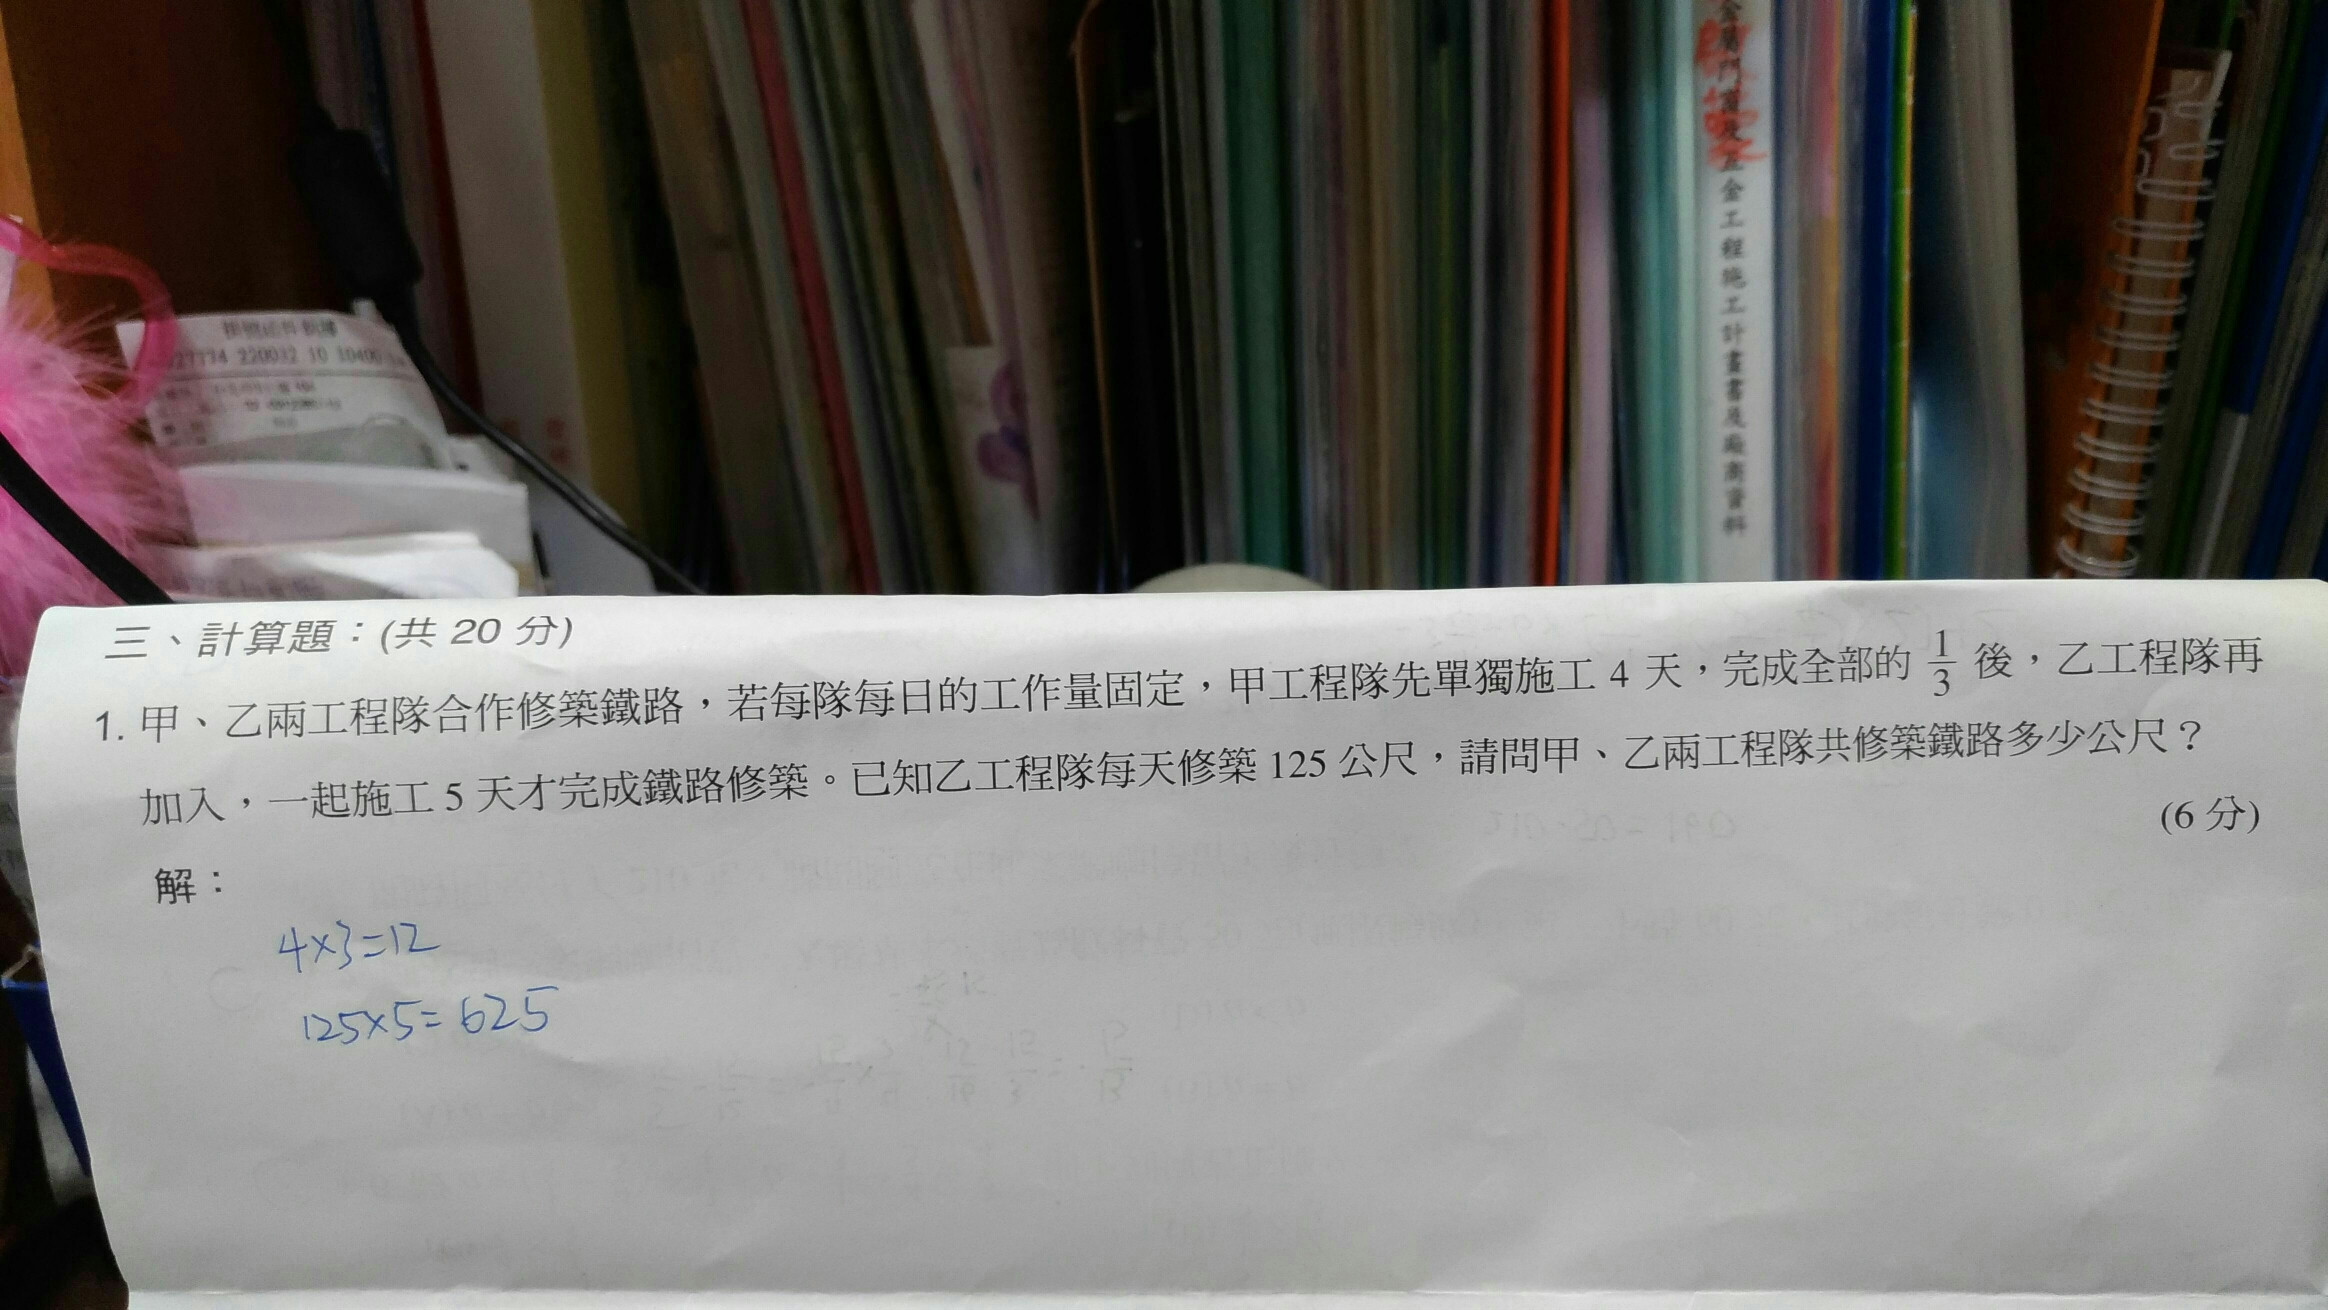 金工程施工計畫書及廠商資料
220032 10
三、計算題：(共 20 分)
1. 甲、乙兩工程隊合作修築鐵路，若每隊每日的工作量固定，甲工程隊先單獨施工 4 天，完成全部的 1/3 後，乙工程隊再
加入，一起施工 5 天才完成鐵路修築。已知乙工程隊每天修築 125 公尺，請問甲、乙兩工程隊共修築鐵路多少公尺？
(6 分)
解：
4×3=12
125×5=625